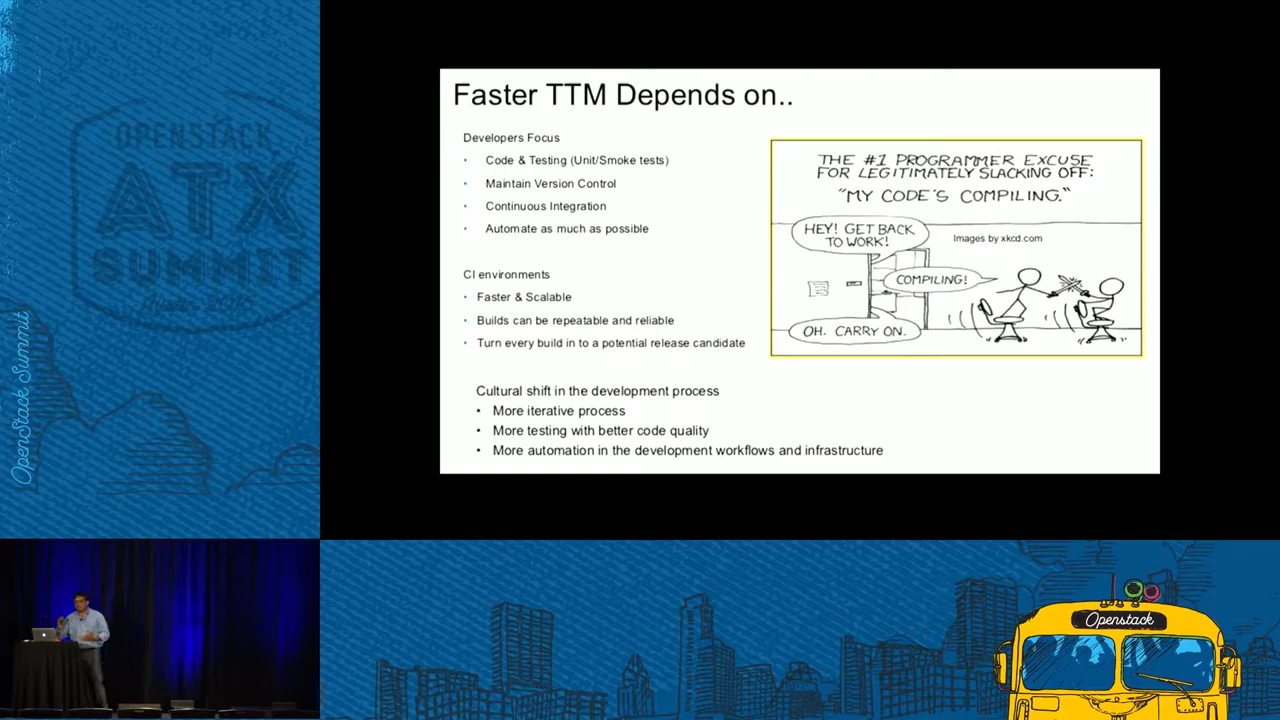 OPENSTACK
ATX
SUMMIT
OpenStack Summit
Faster TTM Depends on..
Developers Focus
• Code & Testing (Unit/Smoke tests)
• Maintain Version Control
• Continuous Integration
• Automate as much as possible
CI environments
• Faster & Scalable
• Builds can be repeatable and reliable
• Turn every build in to a potential release candidate
Cultural shift in the development process
• More iterative process
• More testing with better code quality
• More automation in the development workflows and infrastructure
THE #1 PROGRAMMER EXCUSE
FOR LEGITIMATELY SLACKING OFF:
"MY CODE'S COMPILING."
HEY! GET BACK
TO WORK!
Images by xkcd.com
COMPILING!
OH. CARRY ON.
Openstack